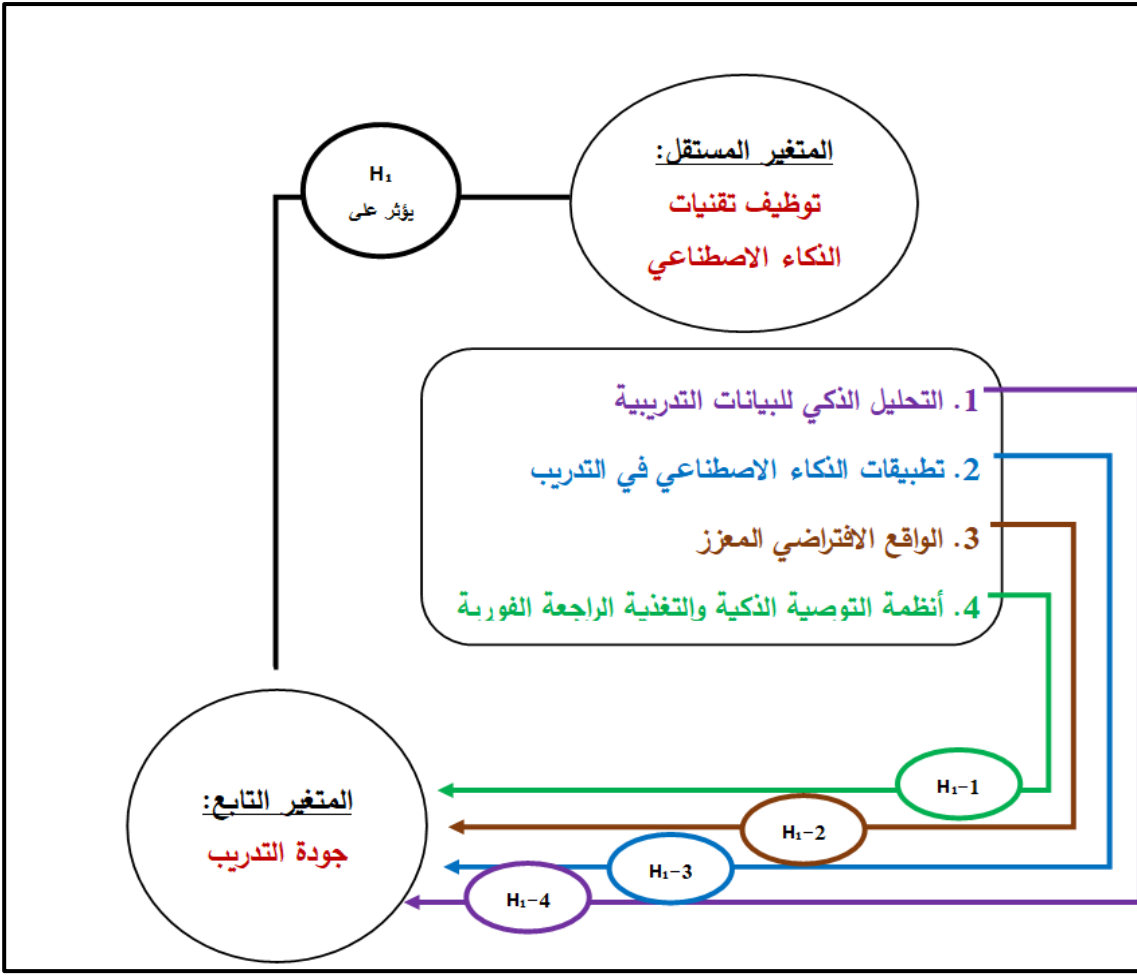 المتغير المستقل:
توظيف تقنيات
الذكاء الاصطناعي
H₁
يؤثر على
1. التحليل الذكي للبيانات التدريبية
2. تطبيقات الذكاء الاصطناعي في التدريب
3. الواقع الافتراضي المعزز
4. أنظمة التوصية الذكية والتغذية الراجعة الفورية
المتغير التابع:
جودة التدريب
H₁-1
H₁-2
H₁-3
H₁-4